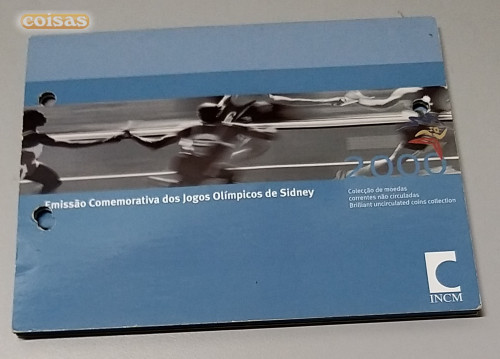 coisas
2000
Emissão Comemorativa dos Jogos Olímpicos de Sidney
Colecção de moedas
correntes não circuladas
Brilliant uncirculated coins collection
INCM